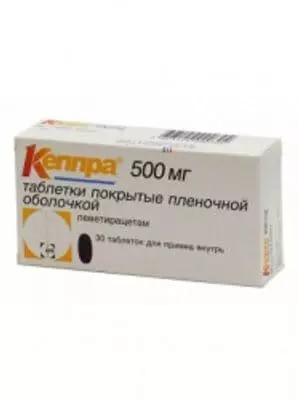 Кеппра® 500 мг
таблетки покрытые пленочной
оболочкой
леветирацетам
30 таблеток для приема внутрь